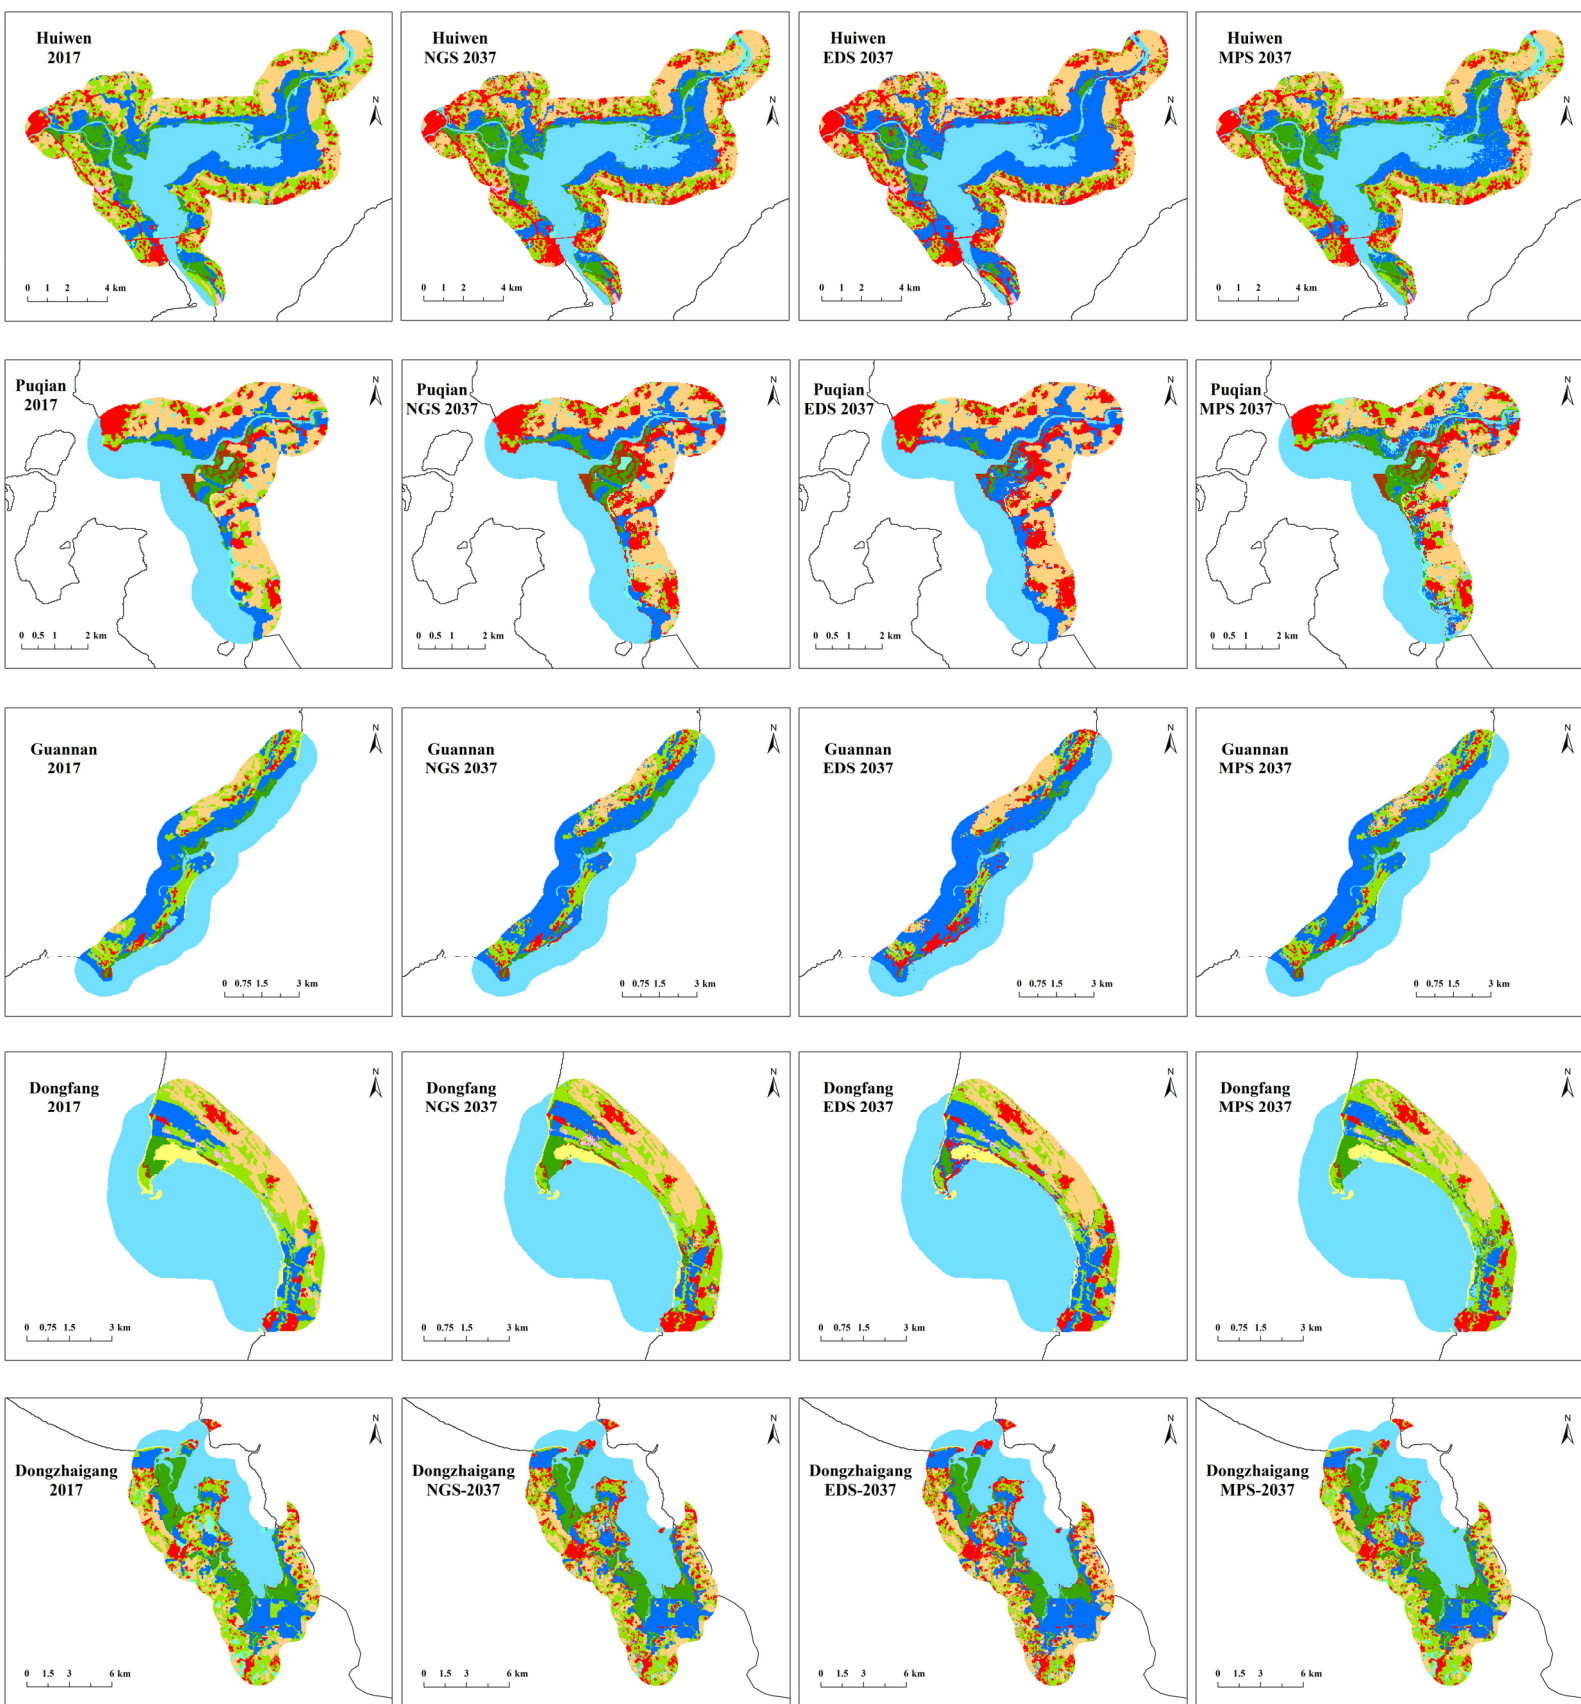 Huiwen
2017
N
0 1 2 4 km
Huiwen
NGS 2037
N
0 1 2 4 km
Huiwen
EDS 2037
N
0 1 2 4 km
Huiwen
MPS 2037
N
0 1 2 4 km
Puqian
2017
N
0 0.5 1 2 km
Puqian
NGS 2037
N
0 0.5 1 2 km
Puqian
EDS 2037
N
0 0.5 1 2 km
Puqian
MPS 2037
N
0 0.5 1 2 km
Guannan
2017
N
0 0.75 1.5 3 km
Guannan
NGS 2037
N
0 0.75 1.5 3 km
Guannan
EDS 2037
N
0 0.75 1.5 3 km
Guannan
MPS 2037
N
0 0.75 1.5 3 km
Dongfang
2017
N
0 0.75 1.5 3 km
Dongfang
NGS 2037
N
0 0.75 1.5 3 km
Dongfang
EDS 2037
N
0 0.75 1.5 3 km
Dongfang
MPS 2037
N
0 0.75 1.5 3 km
Dongzhaigang
2017
N
0 1.5 3 6 km
Dongzhaigang
NGS-2037
N
0 1.5 3 6 km
Dongzhaigang
EDS-2037
N
0 1.5 3 6 km
Dongzhaigang
MPS-2037
N
0 1.5 3 6 km